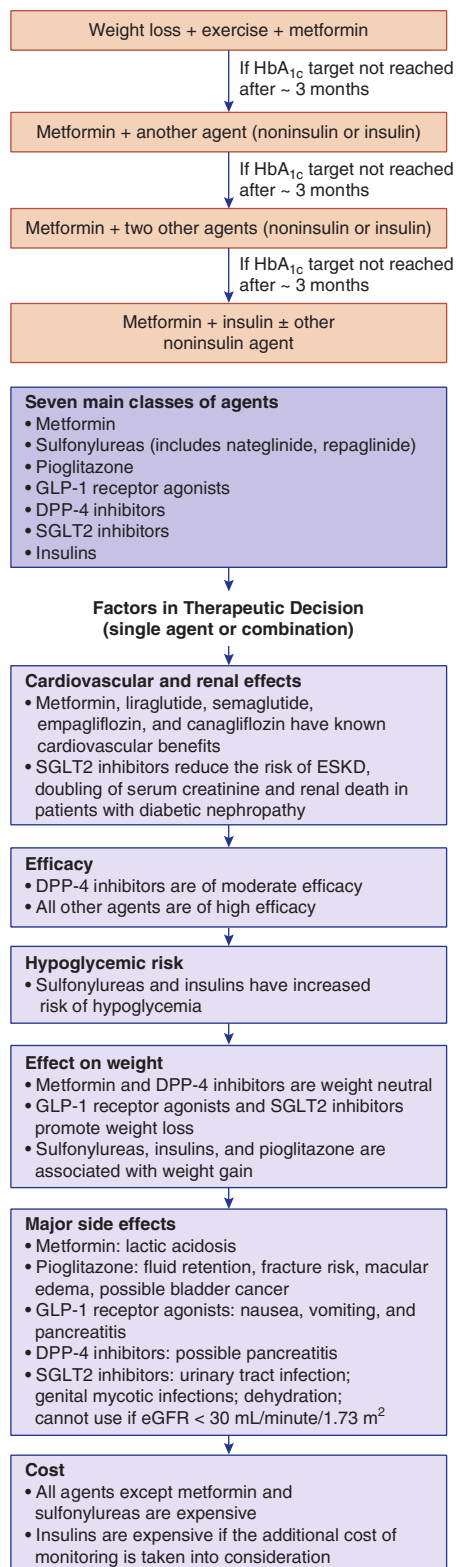 Weight loss + exercise + metformin
If HbA1c target not reached
after ~ 3 months
Metformin + another agent (noninsulin or insulin)
If HbA1c target not reached
after ~ 3 months
Metformin + two other agents (noninsulin or insulin)
If HbA1c target not reached
after ~ 3 months
Metformin + insulin ± other
noninsulin agent
Seven main classes of agents
• Metformin
• Sulfonylureas (includes nateglinide, repaglinide)
• Pioglitazone
• GLP-1 receptor agonists
• DPP-4 inhibitors
• SGLT2 inhibitors
• Insulins
Factors in Therapeutic Decision
(single agent or combination)
Cardiovascular and renal effects
• Metformin, liraglutide, semaglutide,
empagliflozin, and canagliflozin have known
cardiovascular benefits
• SGLT2 inhibitors reduce the risk of ESKD,
doubling of serum creatinine and renal death in
patients with diabetic nephropathy
Efficacy
• DPP-4 inhibitors are of moderate efficacy
• All other agents are of high efficacy
Hypoglycemic risk
• Sulfonylureas and insulins have increased
risk of hypoglycemia
Effect on weight
• Metformin and DPP-4 inhibitors are weight neutral
• GLP-1 receptor agonists and SGLT2 inhibitors
promote weight loss
• Sulfonylureas, insulins, and pioglitazone are
associated with weight gain
Major side effects
• Metformin: lactic acidosis
• Pioglitazone: fluid retention, fracture risk, macular
edema, possible bladder cancer
• GLP-1 receptor agonists: nausea, vomiting, and
pancreatitis
• DPP-4 inhibitors: possible pancreatitis
• SGLT2 inhibitors: urinary tract infection;
genital mycotic infections; dehydration;
cannot use if eGFR < 30 mL/minute/1.73 m2
Cost
• All agents except metformin and
sulfonylureas are expensive
• Insulins are expensive if the additional cost of
monitoring is taken into consideration